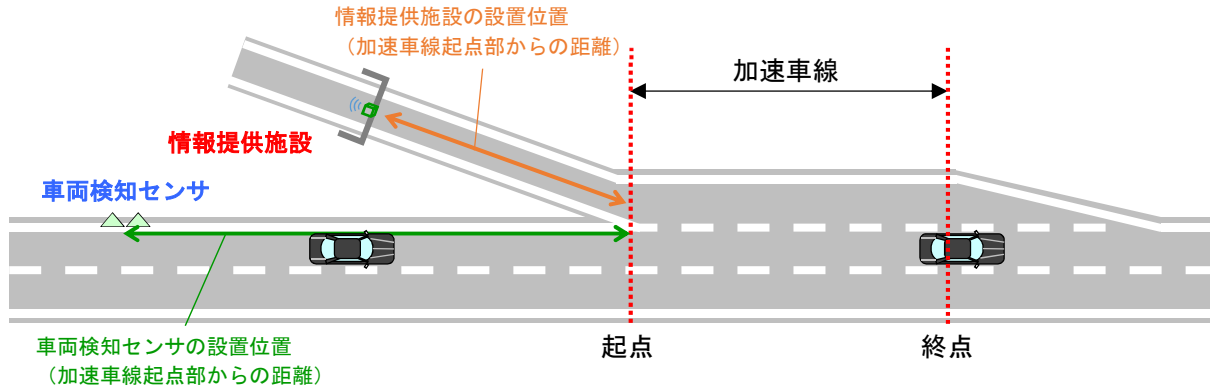 情報提供施設の設置位置
（加速車線起点部からの距離）
加速車線
情報提供施設
車両検知センサ
起点
終点
車両検知センサの設置位置
（加速車線起点部からの距離）